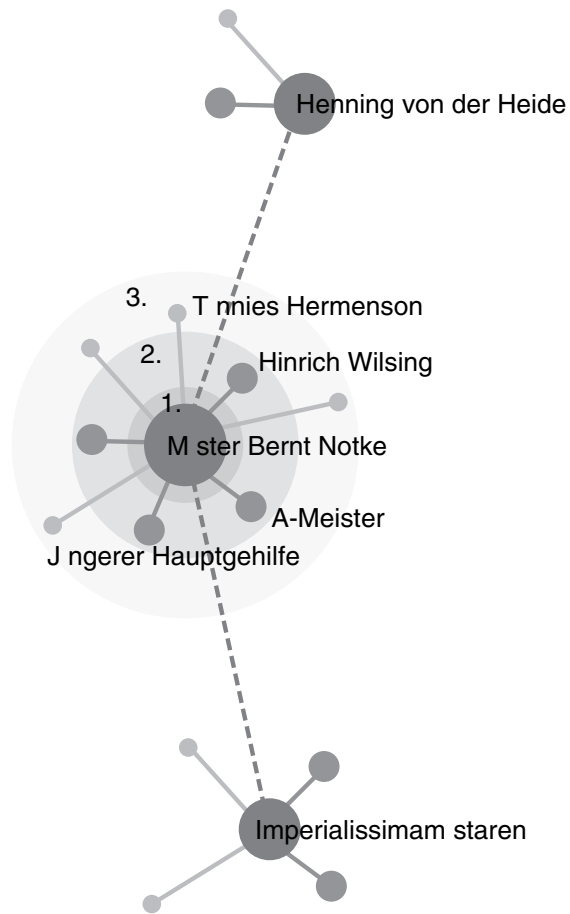 Henning von der Heide
3.
T nnies Hermenson
2.
Hinrich Wilsing
1.
M ster Bernt Notke
A-Meister
J ngerer Hauptgehilfe
Imperialissimam staren